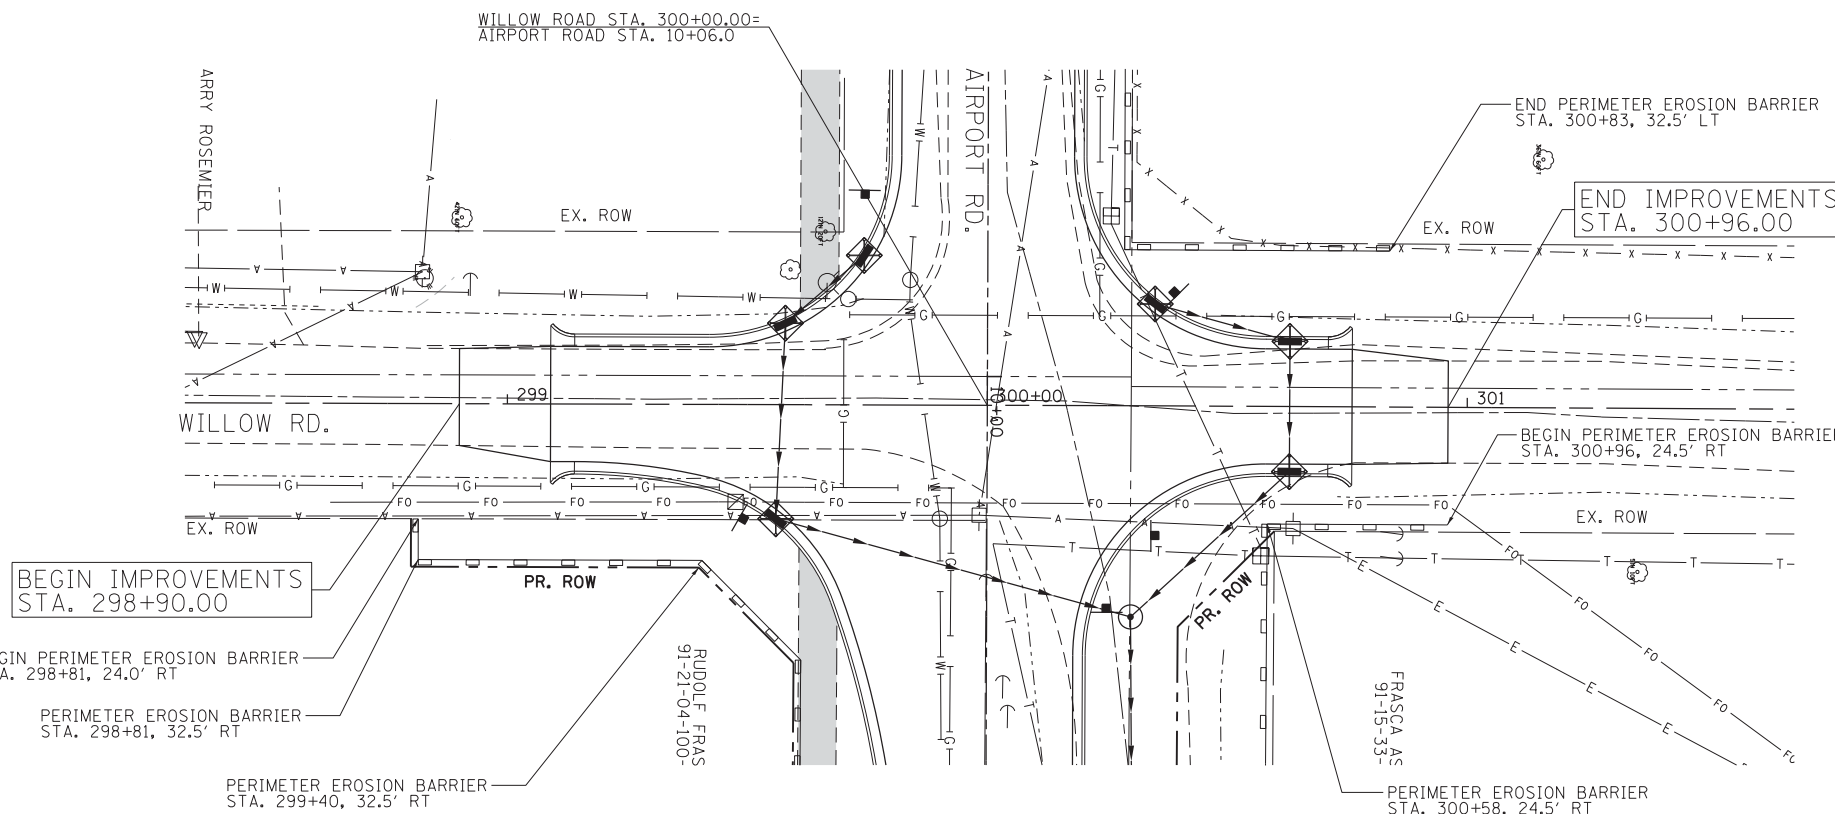 WILLOW ROAD STA. 300+00.00=
AIRPORT ROAD STA. 10+06.0
ARRY ROSEMIER
AIRPORT RD.
END PERIMETER EROSION BARRIER
STA. 300+83, 32.5' LT
EX. ROW
EX. ROW
END IMPROVEMENTS
STA. 300+96.00
299
300+00
10+00
301
WILLOW RD.
BEGIN PERIMETER EROSION BARRIER
STA. 300+96, 24.5' RT
EX. ROW
EX. ROW
BEGIN IMPROVEMENTS
STA. 298+90.00
PR. ROW
PR. ROW
GIN PERIMETER EROSION BARRIER
A. 298+81, 24.0' RT
PERIMETER EROSION BARRIER
STA. 298+81, 32.5' RT
RUDOLF FRAS
91-21-04-100-
FRASCA AS
91-15-33-
PERIMETER EROSION BARRIER
STA. 299+40, 32.5' RT
PERIMETER EROSION BARRIER
STA. 300+58, 24.5' RT